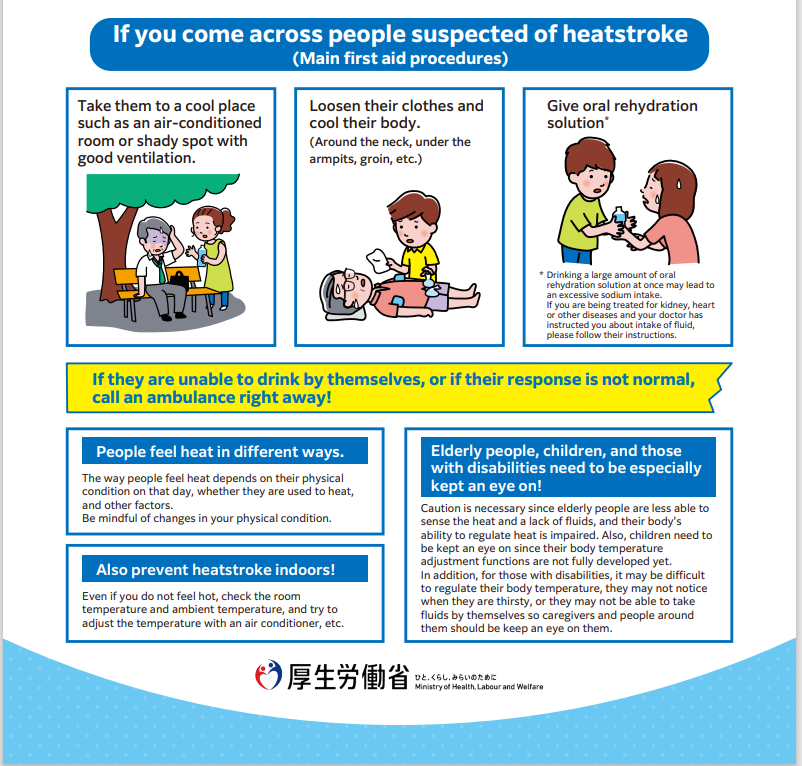 If you come across people suspected of heatstroke
(Main first aid procedures)
Take them to a cool place
such as an air-conditioned
room or shady spot with
good ventilation.
Loosen their clothes and
cool their body.
(Around the neck, under the
armpits, groin, etc.)
Give oral rehydration
solution*
* Drinking a large amount of oral
rehydration solution at once may lead to
an excessive sodium intake.
If you are being treated for kidney, heart
or other diseases and your doctor has
instructed you about intake of fluid,
please follow their instructions.
If they are unable to drink by themselves, or if their response is not normal,
call an ambulance right away!
People feel heat in different ways.
The way people feel heat depends on their physical
condition on that day, whether they are used to heat,
and other factors.
Be mindful of changes in your physical condition.
Also prevent heatstroke indoors!
Even if you do not feel hot, check the room
temperature and ambient temperature, and try to
adjust the temperature with an air conditioner, etc.
Elderly people, children, and those
with disabilities need to be especially
kept an eye on!
Caution is necessary since elderly people are less able to
sense the heat and a lack of fluids, and their body's
ability to regulate heat is impaired. Also, children need to
be kept an eye on since their body temperature
adjustment functions are not fully developed yet.
In addition, for those with disabilities, it may be difficult
to regulate their body temperature, they may not notice
when they are thirsty, or they may not be able to take
fluids by themselves so caregivers and people around
them should be keep an eye on them.
厚生労働省
ひと、くらし、みらいのために
Ministry of Health, Labour and Welfare